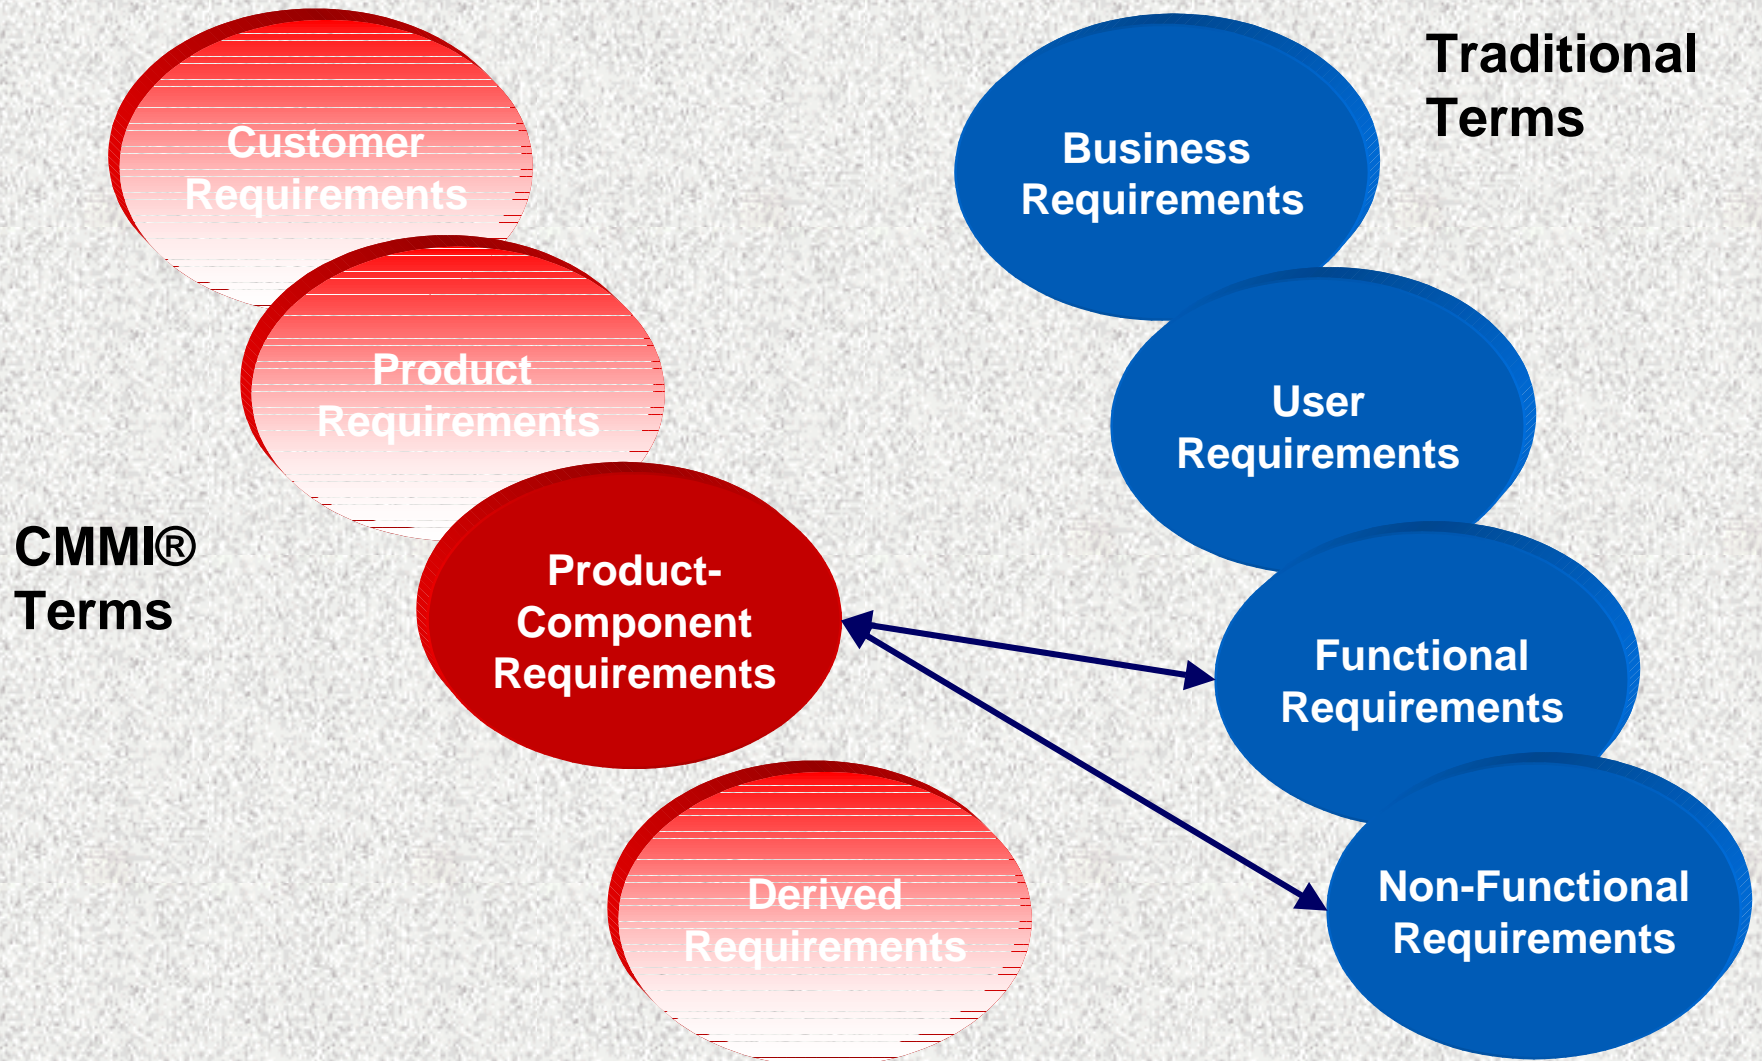 Customer
Requirements
Product
Requirements
CMMI®
Terms
Product-
Component
Requirements
Derived
Requirements
Traditional
Terms
Business
Requirements
User
Requirements
Functional
Requirements
Non-Functional
Requirements